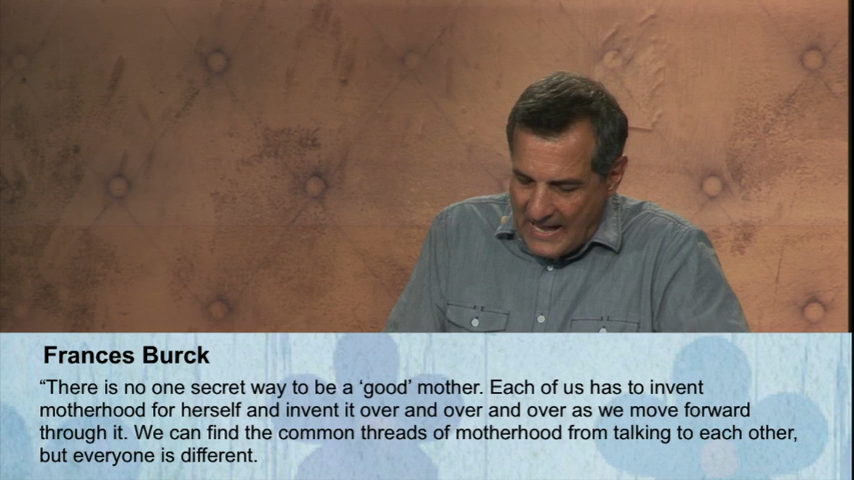 Frances Burck
“There is no one secret way to be a ‘good’ mother. Each of us has to invent
motherhood for herself and invent it over and over and over as we move forward
through it. We can find the common threads of motherhood from talking to each other,
but everyone is different.